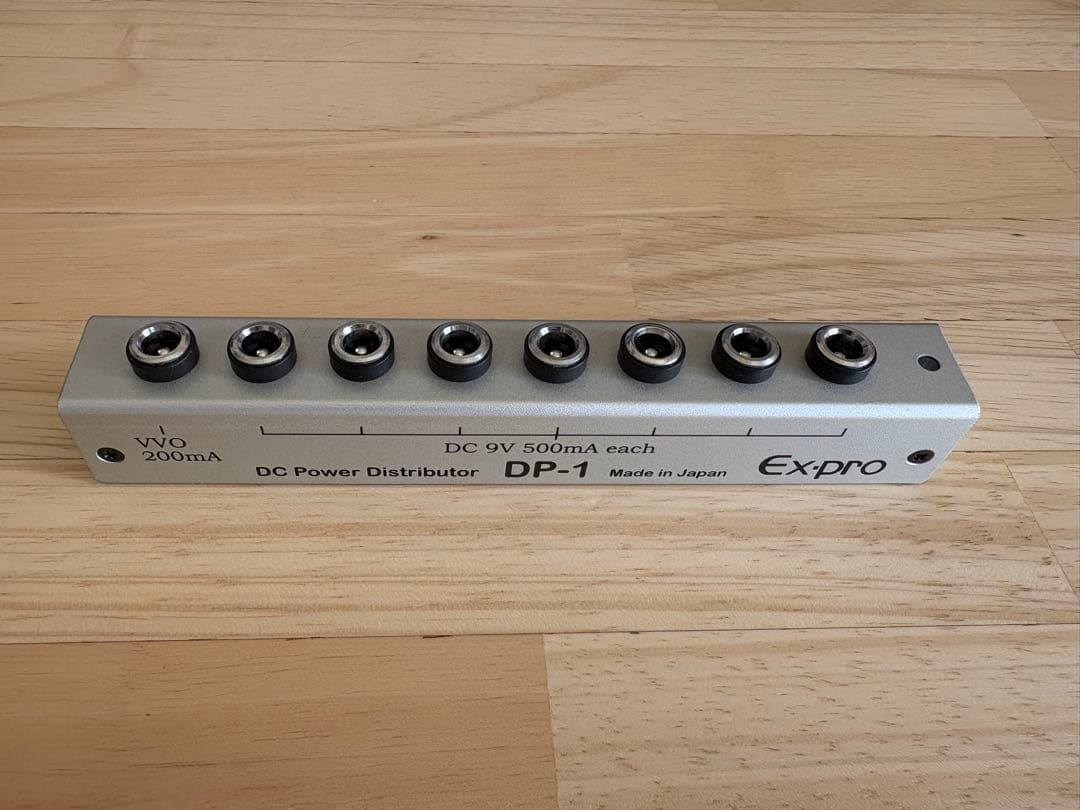 VVO
200mA
DC 9V 500mA each
DC Power Distributor DP-1 Made in Japan Ex-pro